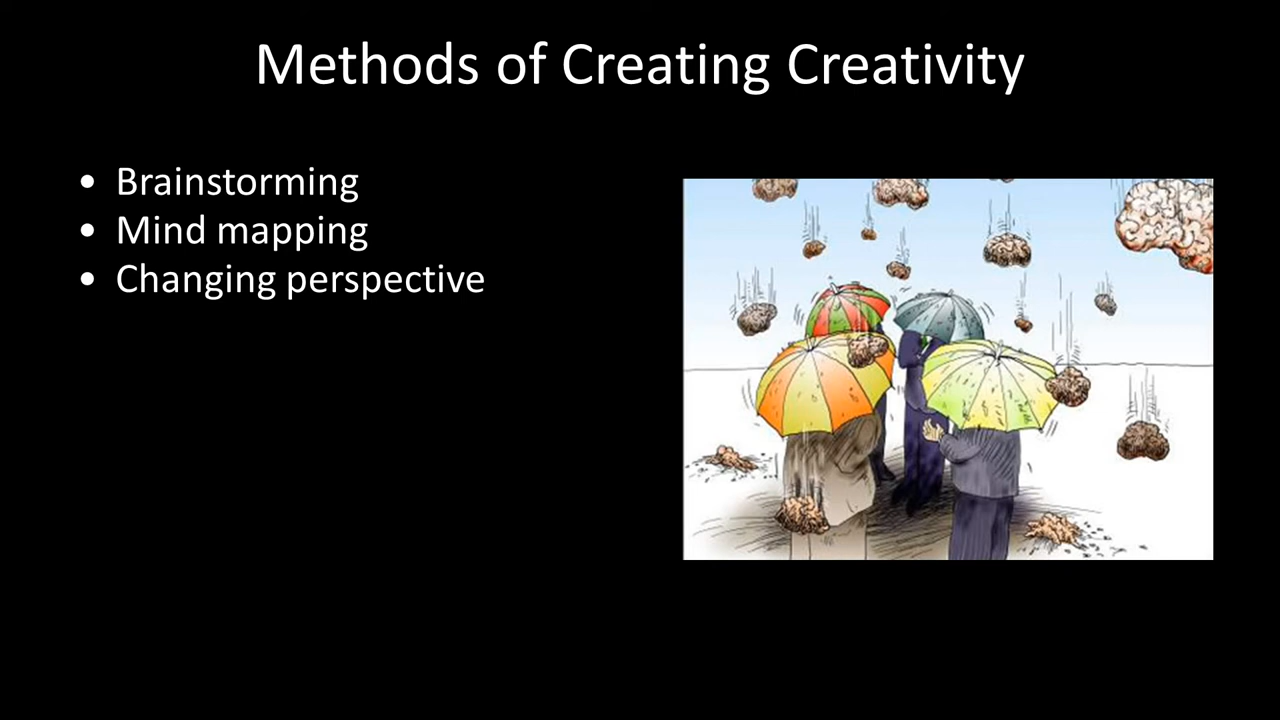 Methods of Creating Creativity
• Brainstorming
• Mind mapping
• Changing perspective